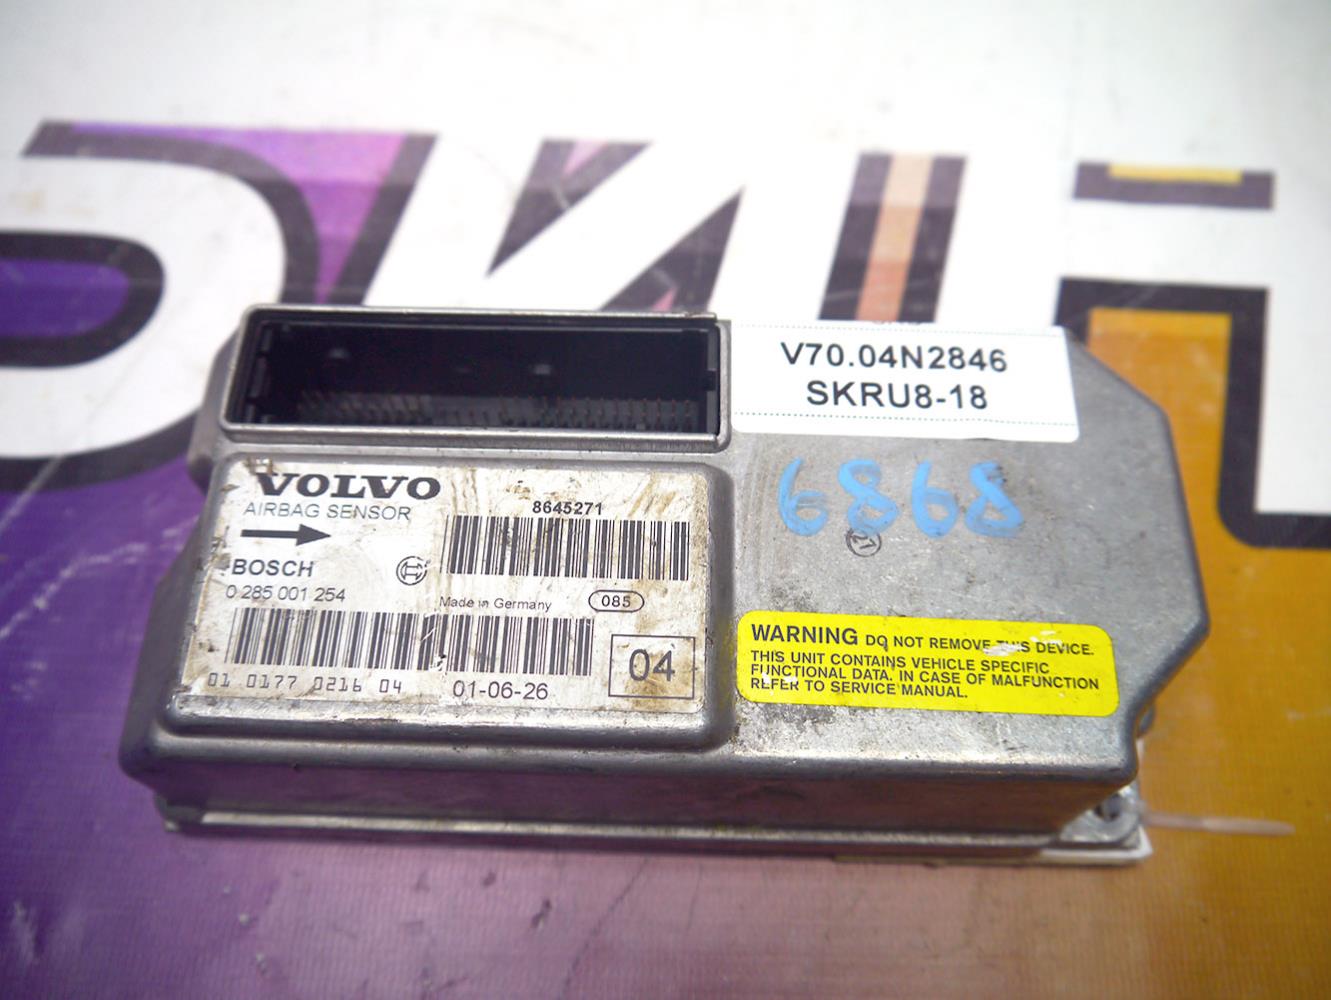 V70.04N2846
SKRU8-18
VOLVO
AIRBAG SENSOR
8645271
BOSCH
0 285 001 254
Made in Germany
085
01 0177 0216 04
01-06-26
04
6868
21
WARNING DO NOT REMOVE THIS DEVICE.
THIS UNIT CONTAINS VEHICLE SPECIFIC
FUNCTIONAL DATA. IN CASE OF MALFUNCTION
REFER TO SERVICE MANUAL.